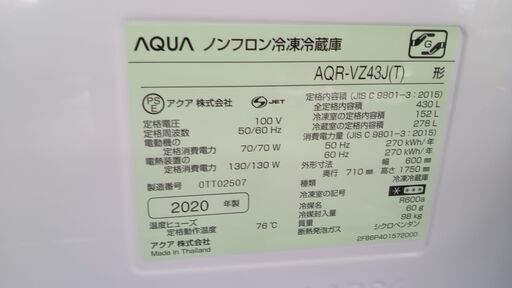 AQUA ノンフロン冷凍冷蔵庫
AQR-VZ43J(T) 形
PS
E
アクア 株式会社
JET
定格電圧 100 V
定格周波数 50/60 Hz
電動機の
定格消費電力 70/70 W
電熱装置の
定格消費電力 130/130 W
製造番号 0TT02507
2020 年製
温度ヒューズ
定格動作温度 76℃
アクア 株式会社
Made in Thailand
定格内容積 (JIS C 9801-3:2015)
全定格内容積 430 L
冷凍室の定格内容積 152 L
冷蔵室の定格内容積 278 L
消費電力量 (JIS C 9801-3:2015)
50 Hz 270 kWh/年
60 Hz 270 kWh/年
外形寸法 幅 600 mm
奥行 710 mm 高さ 1750 mm
種類 冷凍冷蔵庫
冷凍室の記号
冷媒名 R600a
冷媒封入量 60 g
質量 98 kg
断熱発泡ガス シクロペンタン
2FB6P401572000